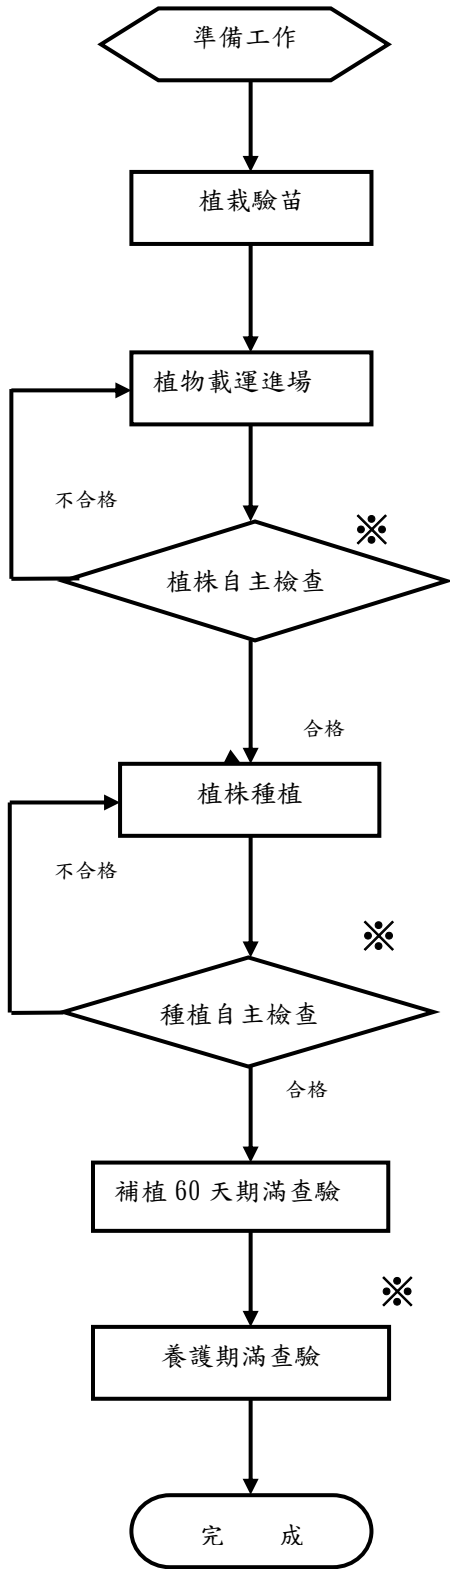 準備工作
植栽驗苗
植物載運進場
不合格
※
植株自主檢查
合格
植株種植
不合格
※
種植自主檢查
合格
補植 60 天期滿查驗
※
養護期滿查驗
完 成